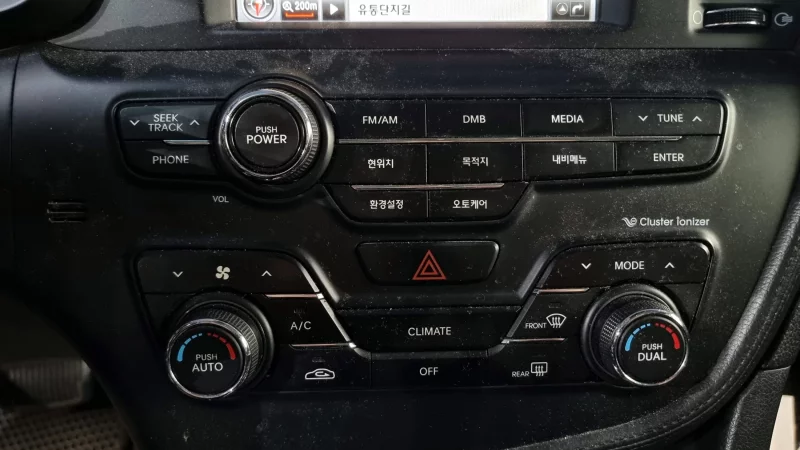 200m 유통단지길
SEEK TRACK
PUSH POWER
FM/AM DMB MEDIA TUNE
PHONE
현위치 목적지 내비메뉴 ENTER
VOL
환경설정 오토케어
Cluster ionizer
MODE
A/C CLIMATE FRONT
PUSH AUTO
PUSH DUAL
OFF REAR